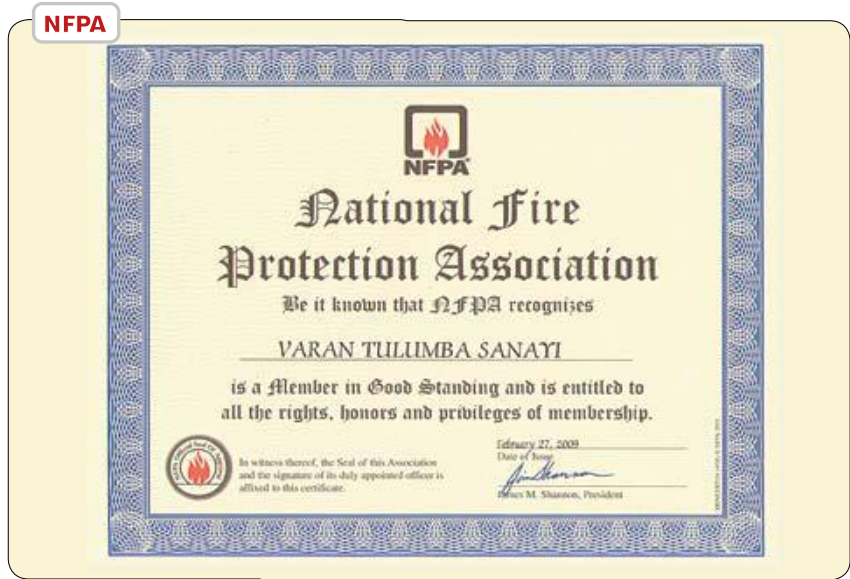 NFPA
NFPA
National Fire
Protection Association
Be it known that NFPA recognizes
VARAN TULUMBA SANAYI
is a Member in Good Standing and is entitled to
all the rights, honors and privileges of membership.
In witness thereof, the Seal of this Association
and the signature of its duly appointed officer is
affixed to this certificate.
February 27, 2009
Date of Issue
James M. Shannon, President